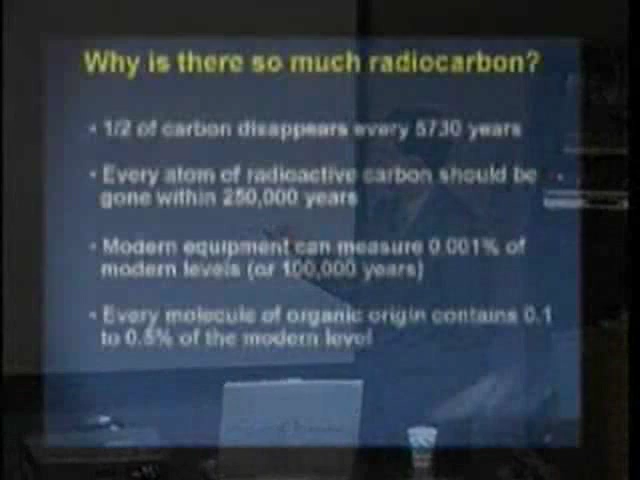 Why is there so much radiocarbon?
• 1/2 of carbon disappears every 5730 years
• Every atom of radioactive carbon should be
gone within 250,000 years
• Modern equipment can measure 0.001% of
modern levels (or 100,000 years)
• Every molecule of organic origin contains 0.1
to 0.5% of the modern level